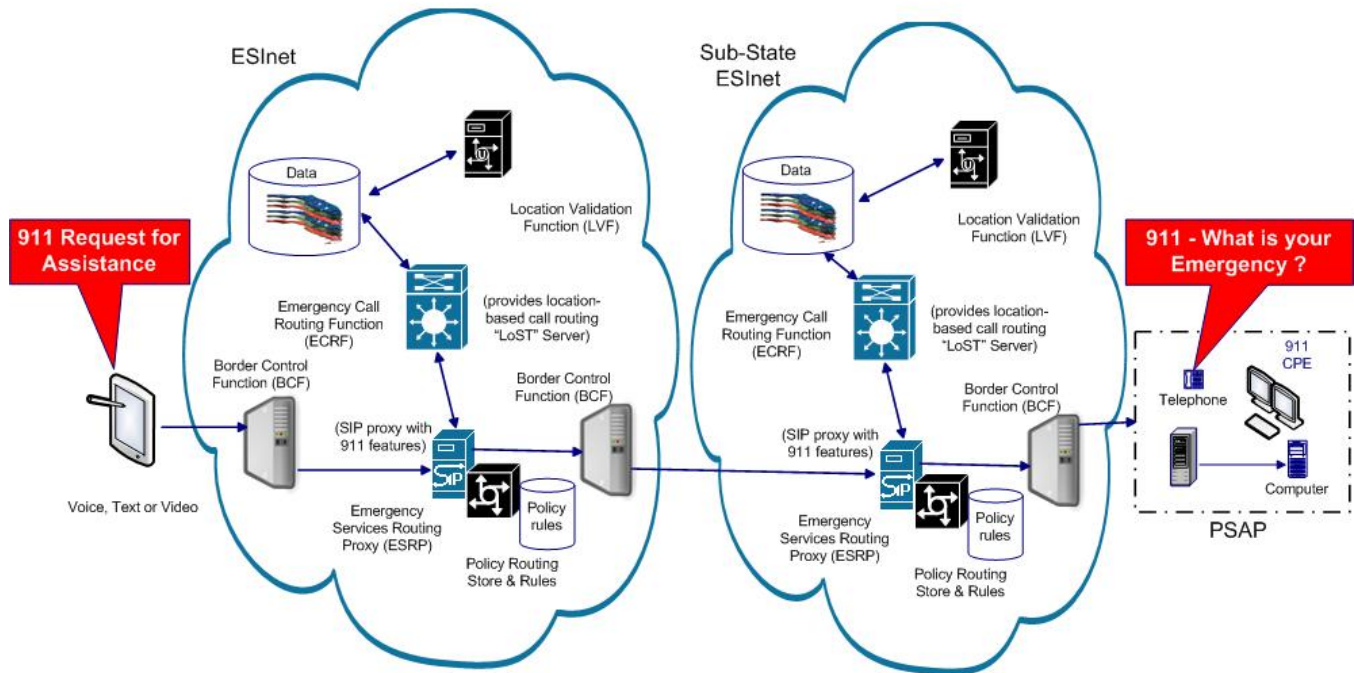 ESInet
Data
Location Validation
Function (LVF)
911 Request for
Assistance
Emergency Call
Routing Function
(ECRF)
(provides location-
based call routing
"LoST" Server)
Border Control
Function (BCF)
Border Control
Function (BCF)
(SIP proxy with
911 features)
SIP
Policy
rules
Voice, Text or Video
Emergency
Services Routing
Proxy (ESRP)
Policy Routing
Store & Rules
Sub-State
ESInet
Data
Location Validation
Function (LVF)
Emergency Call
Routing Function
(ECRF)
(provides location-
based call routing
"LoST" Server)
Border Control
Function (BCF)
(SIP proxy with
911 features)
SIP
Policy
rules
Emergency
Services Routing
Proxy (ESRP)
Policy Routing
Store & Rules
911 - What is your
Emergency ?
911
CPE
Telephone
Computer
PSAP